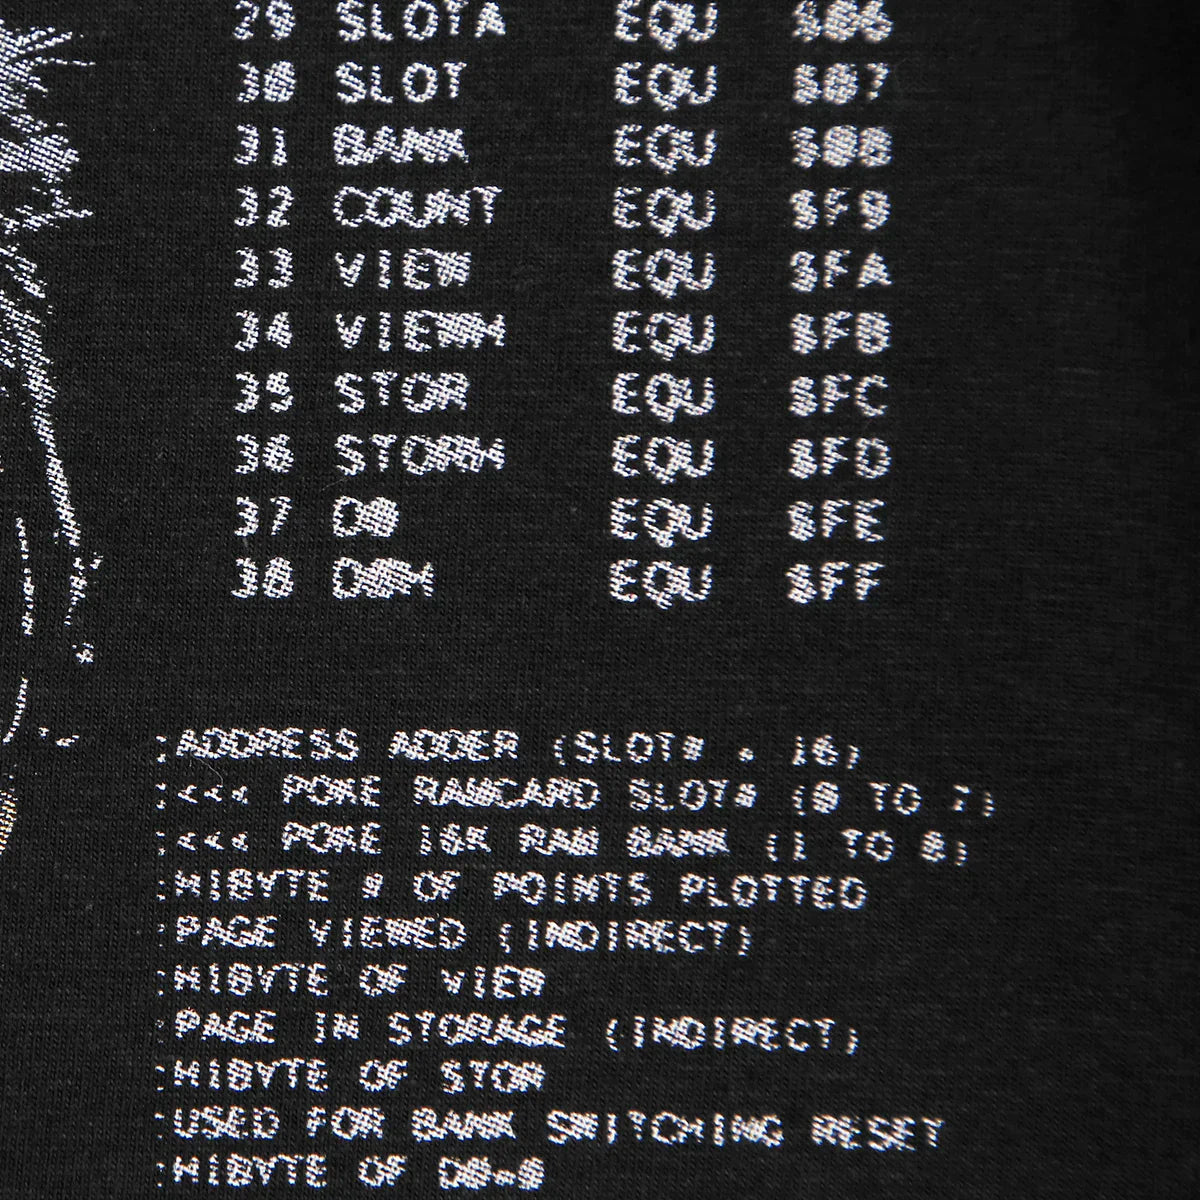 29 SLOTA EQU $06
30 SLOT EQU $07
31 BANK EQU $08
32 COUNT EQU $F9
33 VIEW EQU $FA
34 VIEWH EQU $FB
35 STOR EQU $FC
36 STORH EQU $FD
37 D0 EQU $FE
38 D0H EQU $FF
;ADDRESS ADDER (SLOT# * 16)
;<<< POKE RAMCARD SLOT# (0 TO 7)
;<<< POKE 16K RAM BANK (1 TO 8)
;HIBYTE # OF POINTS PLOTTED
;PAGE VIEWED (INDIRECT)
;HIBYTE OF VIEW
;PAGE IN STORAGE (INDIRECT)
;HIBYTE OF STOR
;USED FOR BANK SWITCHING RESET
;HIBYTE OF